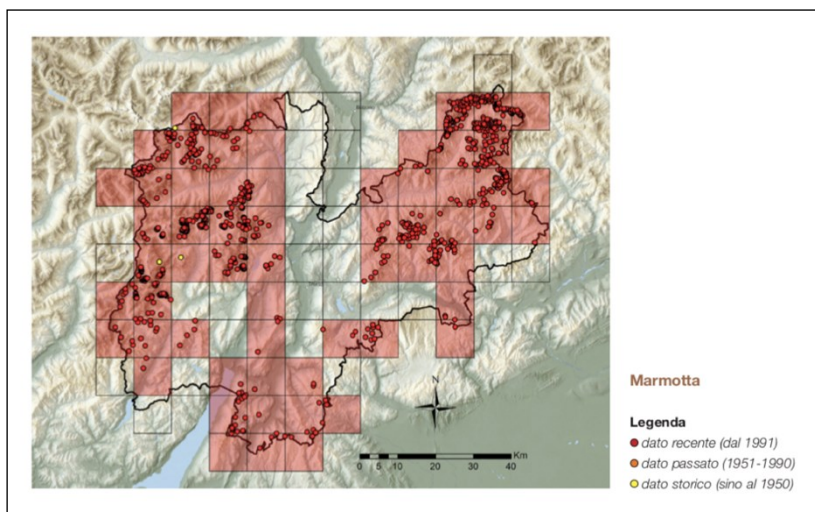 N
Km
0 5 10 20 30 40
Marmotta
Legenda
dato recente (dal 1991)
dato passato (1951-1990)
dato storico (sino al 1950)